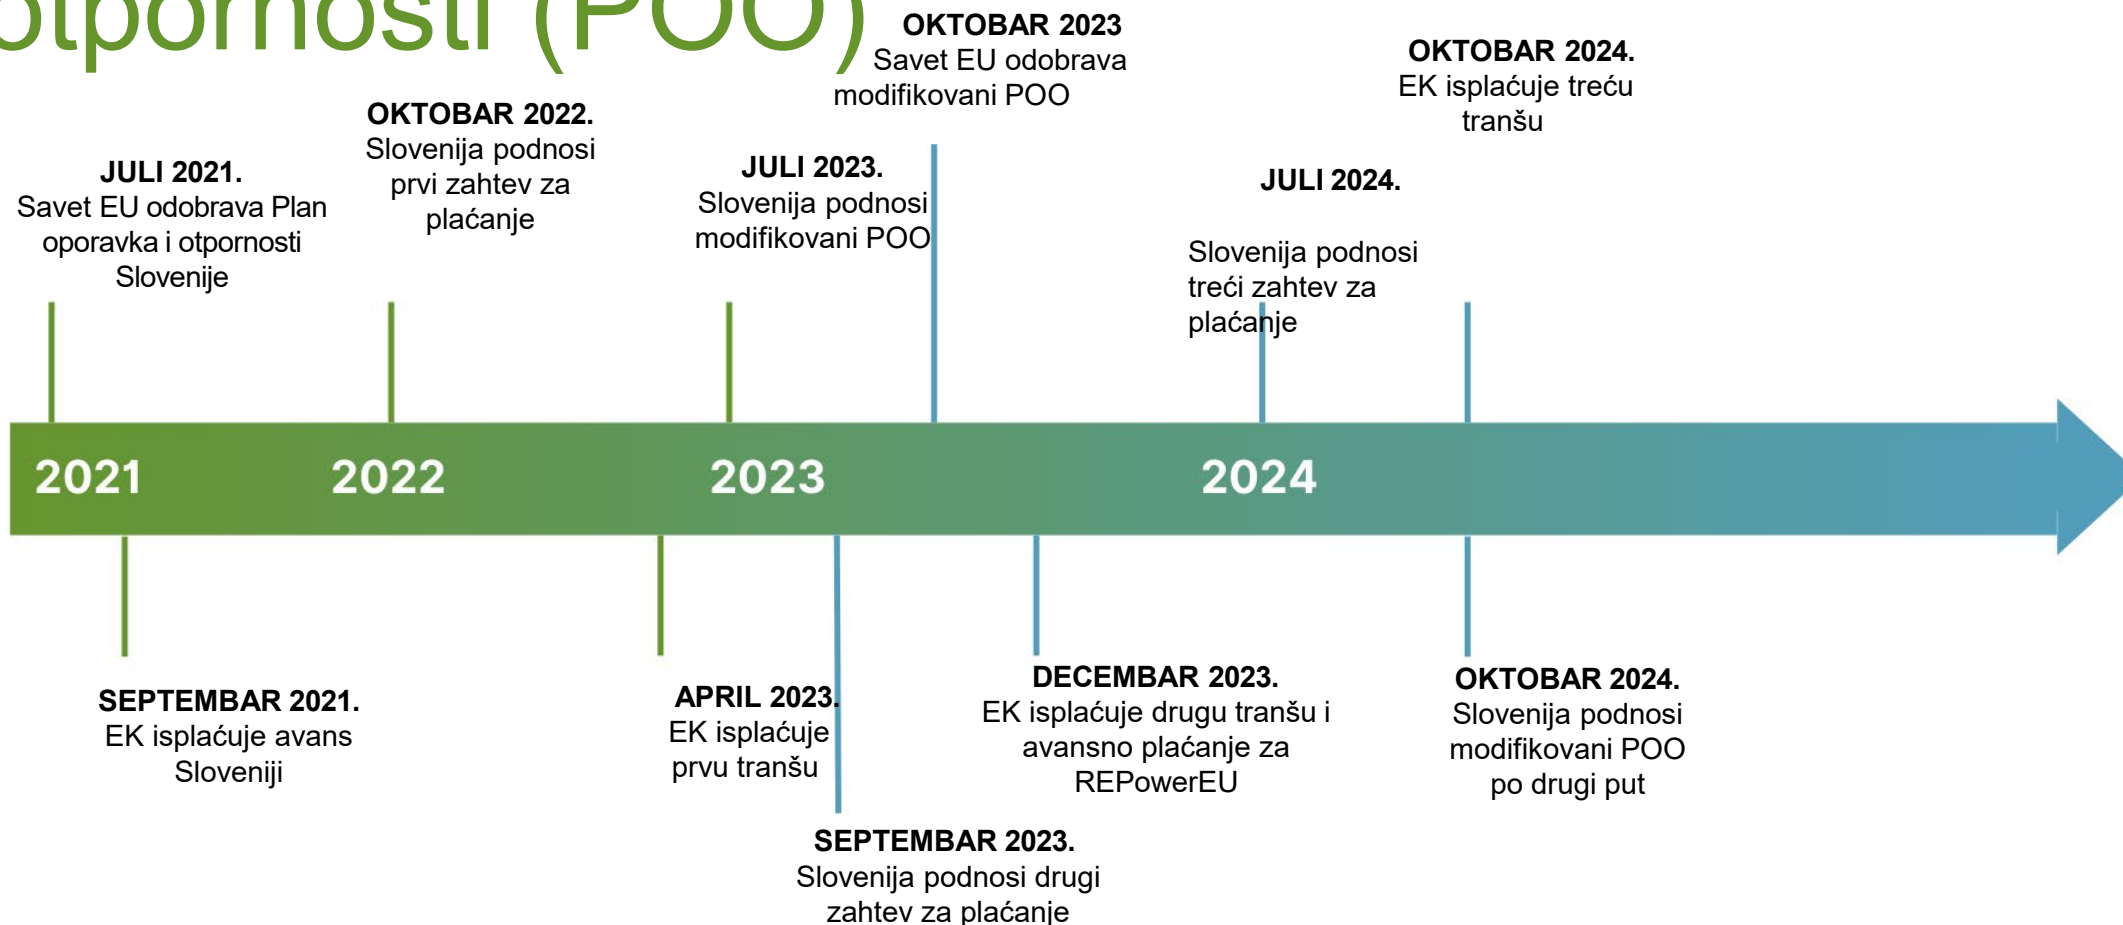 otpornosti (POO)
OKTOBAR 2023
Savet EU odobrava
modifikovani POO
OKTOBAR 2024.
EK isplaćuje treću
tranšu
OKTOBAR 2022.
Slovenija podnosi
prvi zahtev za
plaćanje
JULI 2021.
Savet EU odobrava Plan
oporavka i otpornosti
Slovenije
JULI 2023.
Slovenija podnosi
modifikovani POO
JULI 2024.
Slovenija podnosi
treći zahtev za
plaćanje
2021
2022
2023
2024
SEPTEMBAR 2021.
EK isplaćuje avans
Sloveniji
APRIL 2023.
EK isplaćuje
prvu tranšu
SEPTEMBAR 2023.
Slovenija podnosi drugi
zahtev za plaćanje
DECEMBAR 2023.
EK isplaćuje drugu tranšu i
avansno plaćanje za
REPowerEU
OKTOBAR 2024.
Slovenija podnosi
modifikovani POO
po drugi put